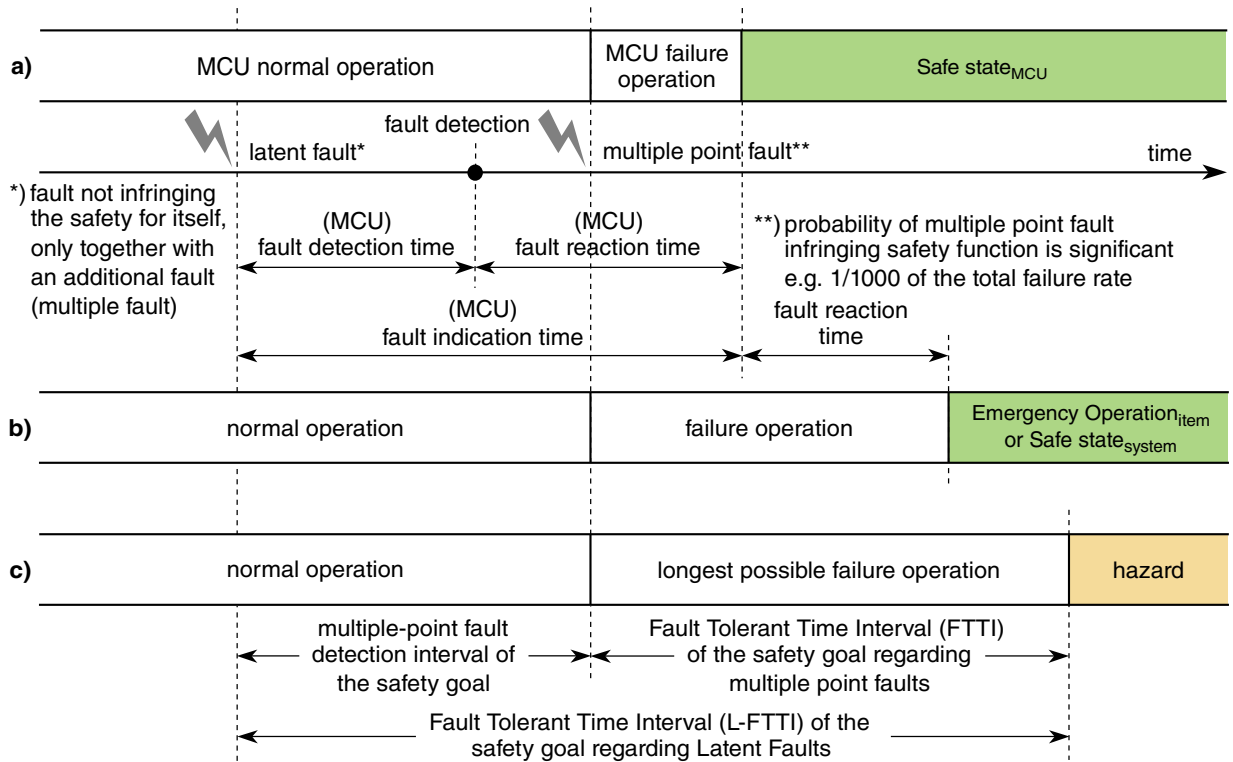 a)
MCU normal operation
MCU failure
operation
Safe stateMCU
fault detection
latent fault*
multiple point fault**
time
*) fault not infringing
the safety for itself,
only together with
an additional fault
(multiple fault)
(MCU)
fault detection time
(MCU)
fault reaction time
**) probability of multiple point fault
infringing safety function is significant
e.g. 1/1000 of the total failure rate
(MCU)
fault indication time
fault reaction
time
b)
normal operation
failure operation
Emergency Operationitem
or Safe statesystem
c)
normal operation
longest possible failure operation
hazard
multiple-point fault
detection interval of
the safety goal
Fault Tolerant Time Interval (FTTI)
of the safety goal regarding
multiple point faults
Fault Tolerant Time Interval (L-FTTI) of the
safety goal regarding Latent Faults